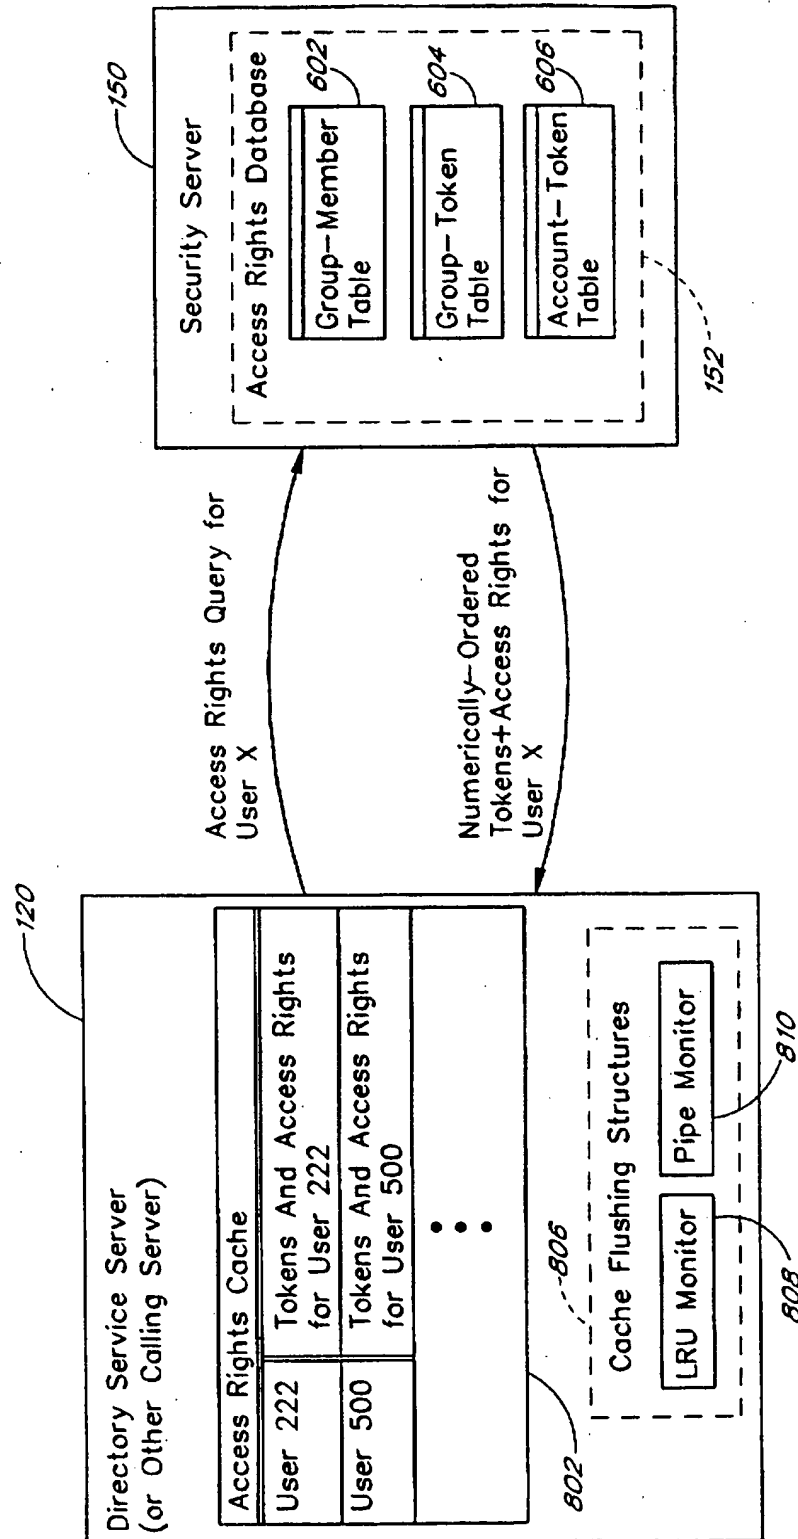 Directory Service Server
(or Other Calling Server)
120
Access Rights Cache
User 222
Tokens And Access Rights
for User 222
User 500
Tokens And Access Rights
for User 500
802
806
Cache Flushing Structures
LRU Monitor
Pipe Monitor
808
810
Access Rights Query for
User X
Numerically-Ordered
Tokens+Access Rights for
User X
150
Security Server
Access Rights Database
Group-Member
Table
602
Group-Token
Table
604
Account-Token
Table
606
152